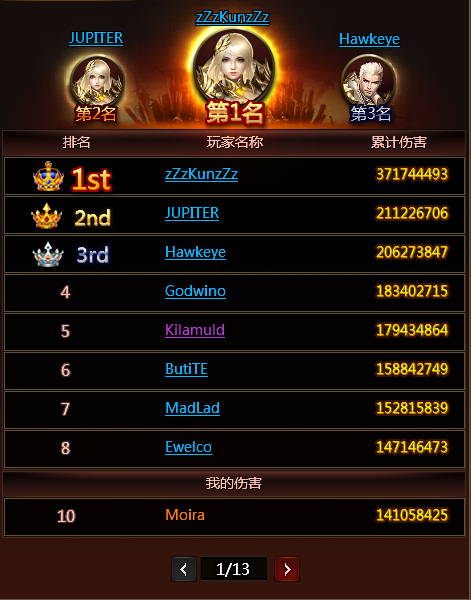 zZzKunzZz
JUPITER
Hawkeye
第2名
第1名
第3名
排名 玩家名称 累计伤害
1st zZzKunzZz 371744493
2nd JUPITER 211226706
3rd Hawkeye 206273847
4 Godwino 183402715
5 Kilamuld 179434864
6 ButiTE 158842749
7 MadLad 152815839
8 Ewelco 147146473
我的伤害
10 Moira 141058425
1/13